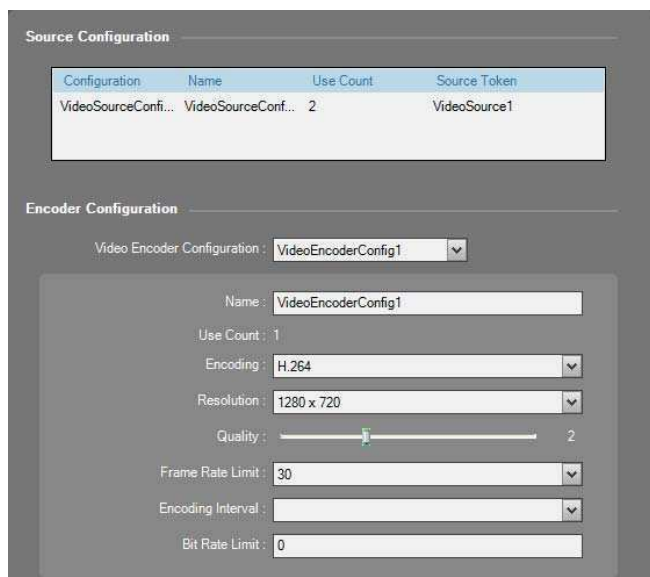 Source Configuration
Configuration Name Use Count Source Token
VideoSourceConfi... VideoSourceConf... 2 VideoSource1
Encoder Configuration
Video Encoder Configuration : VideoEncoderConfig1
Name : VideoEncoderConfig1
Use Count : 1
Encoding : H.264
Resolution : 1280 x 720
Quality : 2
Frame Rate Limit : 30
Encoding Interval :
Bit Rate Limit : 0